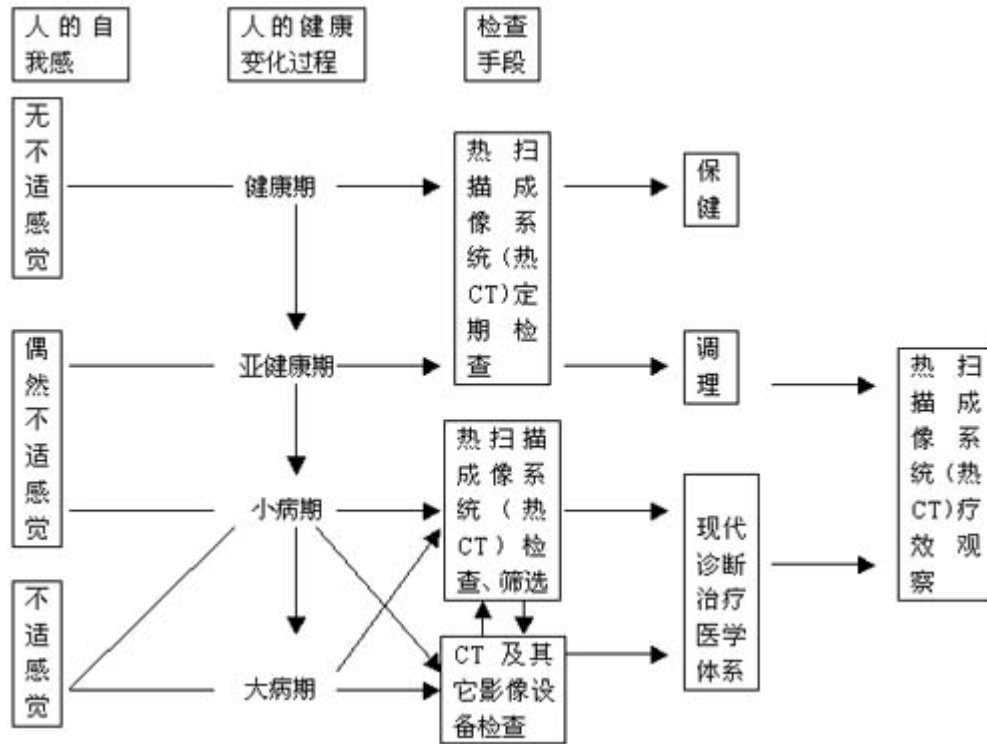 人的自
我感
人的健康
变化过程
检查
手段
无
不
适
感
觉
健康期
热扫
描成
像系
统(热
CT)定
期检
查
保
健
偶
然
不
适
感
觉
亚健康期
调
理
热扫
描成
像系
统(热
CT)疗
效观
察
小病期
热扫描
成像系
统(热
CT)检
查、筛选
现代
诊断
治疗
医学
体系
不
适
感
觉
大病期
CT及其
它影像设
备检查